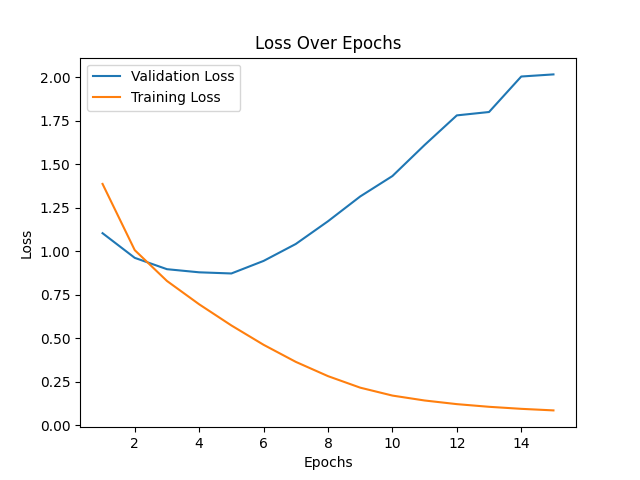 Loss Over Epochs
Validation Loss
Training Loss
2.00
1.75
1.50
1.25
1.00
0.75
0.50
0.25
0.00
Loss
2 4 6 8 10 12 14
Epochs